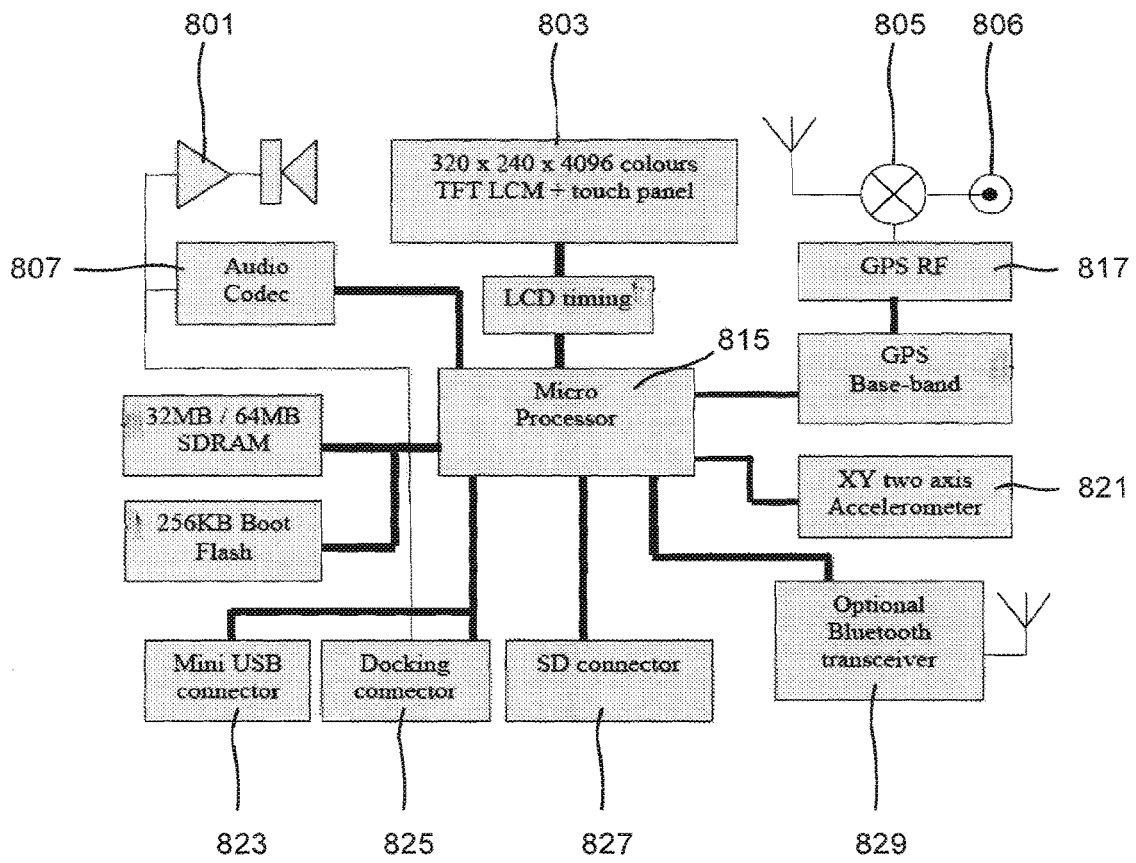 801
803
805
806
320 x 240 x 4096 colours
TFT LCM + touch panel
807
Audio
Codec
LCD timing
GPS RF
817
815
GPS
Base-band
Micro
Processor
32MB / 64MB
SDRAM
XY two axis
Accelerometer
821
256KB Boot
Flash
Optional
Bluetooth
transceiver
Mini USB
connector
Docking
connector
SD connector
823
825
827
829